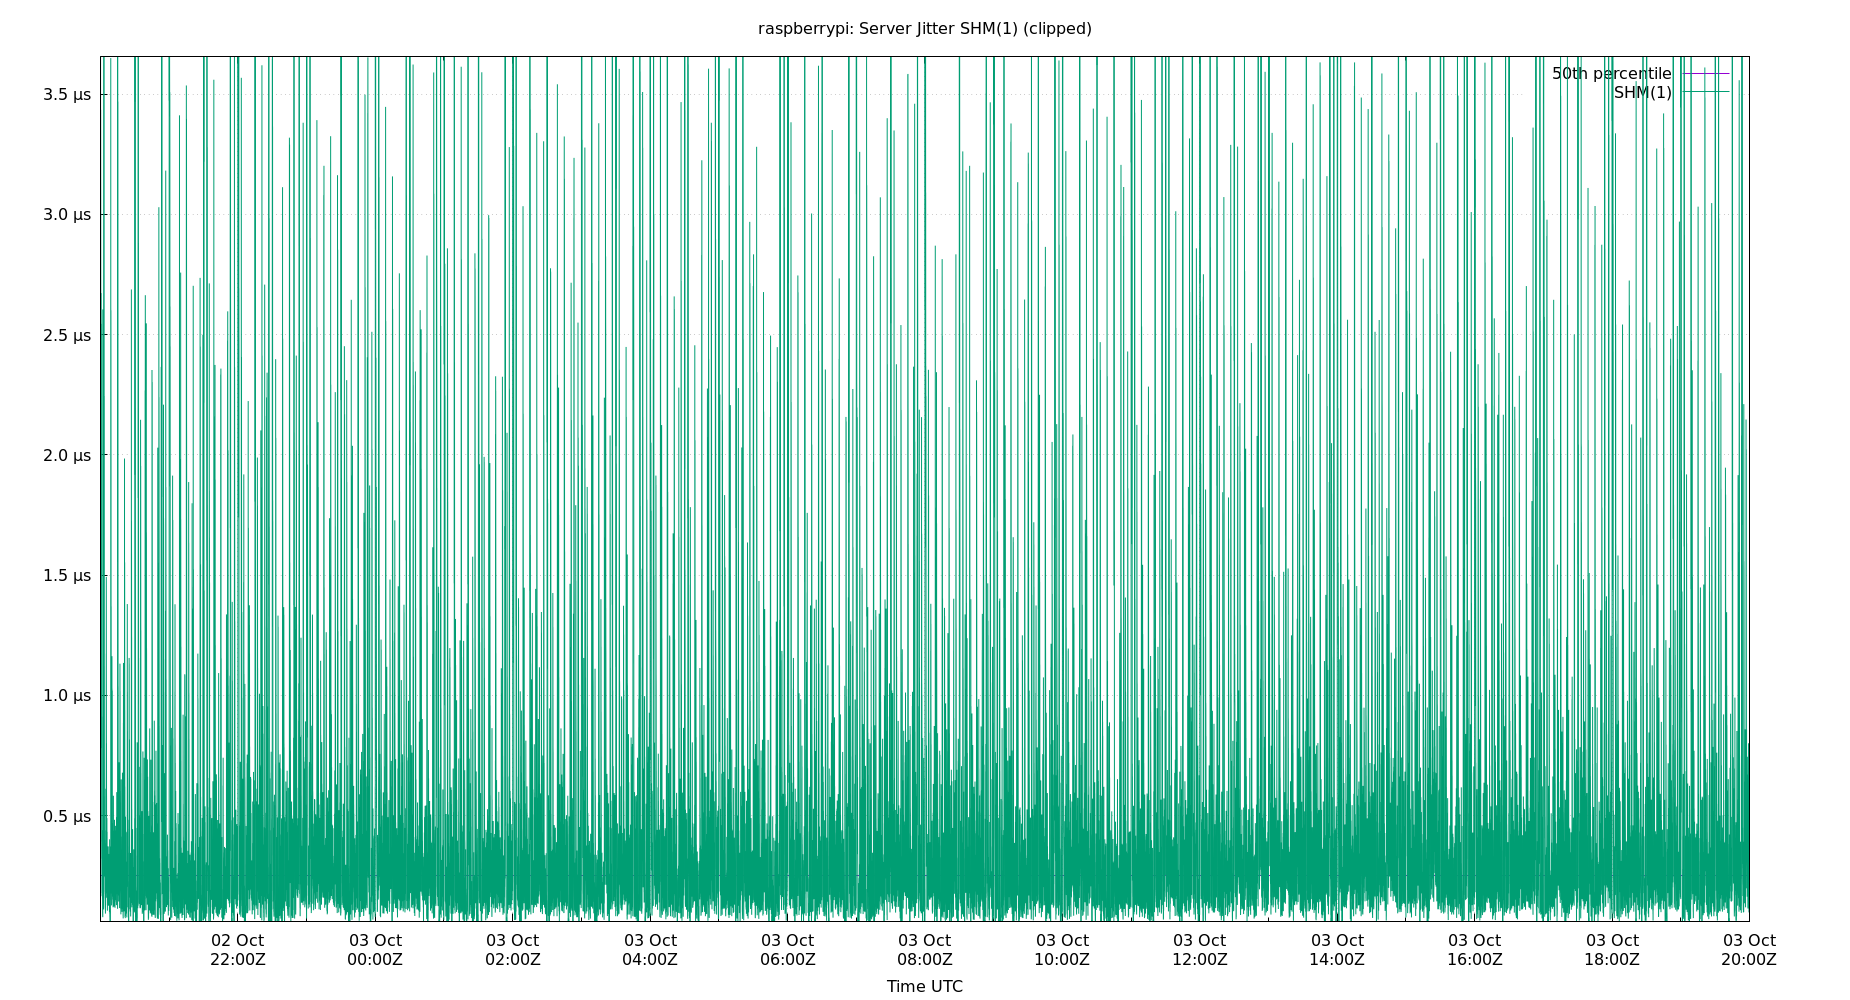 raspberrypi: Server Jitter SHM(1) (clipped)
50th percentile
SHM(1)
3.5 µs
3.0 µs
2.5 µs
2.0 µs
1.5 µs
1.0 µs
0.5 µs
02 Oct 03 Oct 03 Oct 03 Oct 03 Oct 03 Oct 03 Oct 03 Oct 03 Oct 03 Oct 03 Oct 03 Oct
22:00Z 00:00Z 02:00Z 04:00Z 06:00Z 08:00Z 10:00Z 12:00Z 14:00Z 16:00Z 18:00Z 20:00Z
Time UTC